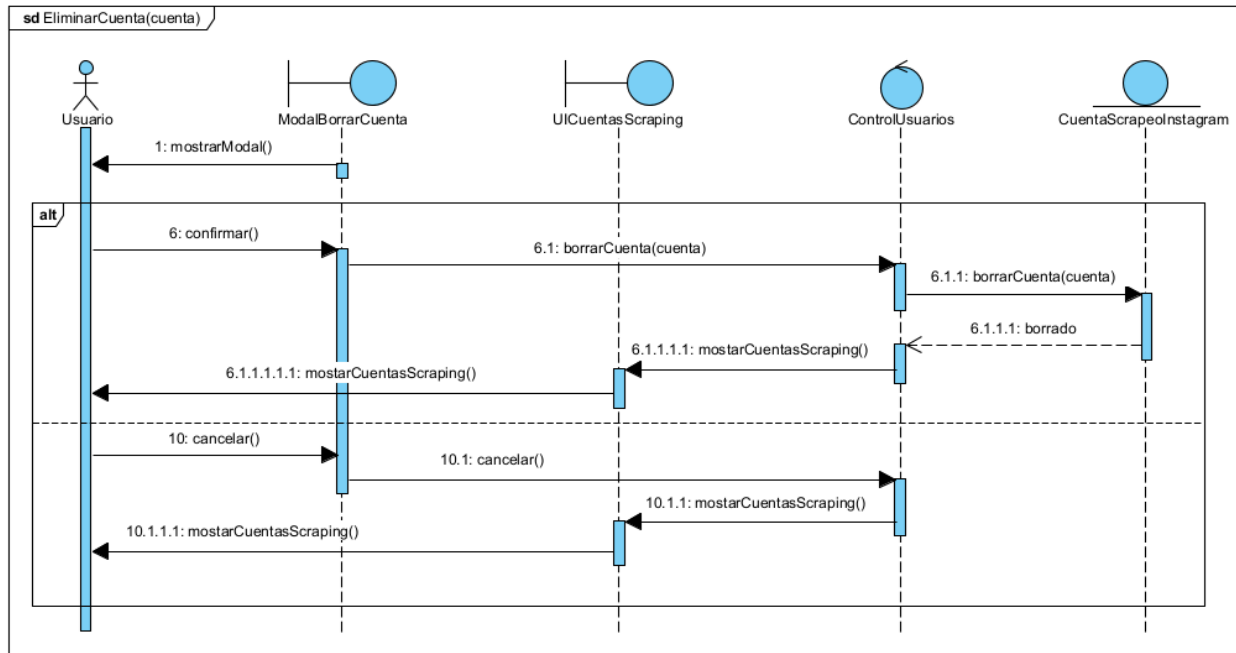 sd EliminarCuenta(cuenta)
Usuario
ModalBorrarCuenta
UICuentasScraping
ControlUsuarios
CuentaScrapeoInstagram
1: mostrarModal()
alt
6: confirmar()
6.1: borrarCuenta(cuenta)
6.1.1: borrarCuenta(cuenta)
6.1.1.1: borrado
6.1.1.1.1: mostarCuentasScraping()
6.1.1.1.1.1: mostarCuentasScraping()
10: cancelar()
10.1: cancelar()
10.1.1: mostarCuentasScraping()
10.1.1.1: mostarCuentasScraping()